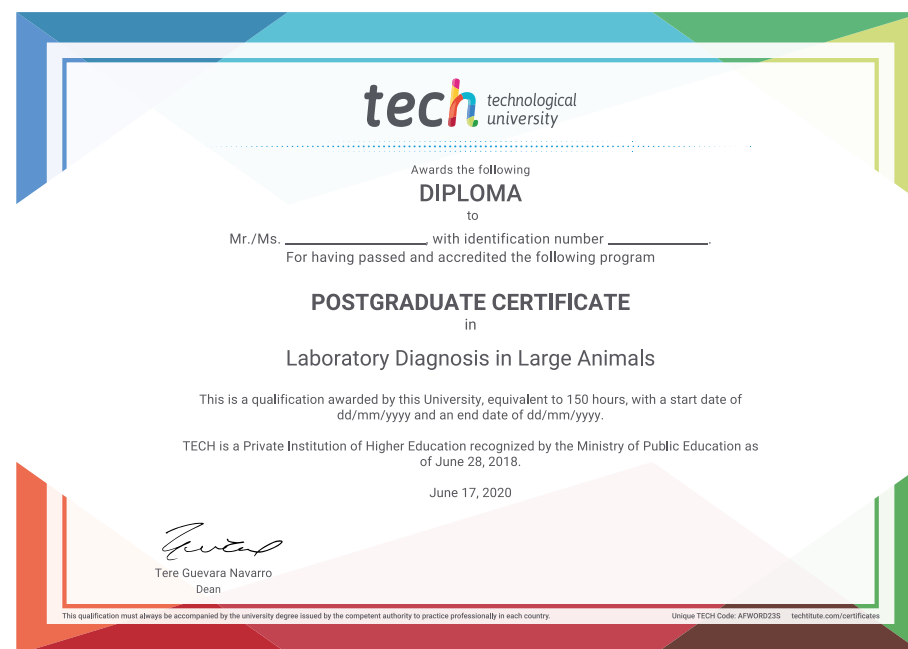 tech technological
university
Awards the following
DIPLOMA
to
Mr./Ms. ____________, with identification number ____________.
For having passed and accredited the following program
POSTGRADUATE CERTIFICATE
in
Laboratory Diagnosis in Large Animals
This is a qualification awarded by this University, equivalent to 150 hours, with a start date of
dd/mm/yyyy and an end date of dd/mm/yyyy.
TECH is a Private Institution of Higher Education recognized by the Ministry of Public Education as
of June 28, 2018.
June 17, 2020
Tere Guevara Navarro
Dean
This qualification must always be accompanied by the university degree issued by the competent authority to practice professionally in each country.
Unique TECH Code: AFWORD23S techtitute.com/certificates